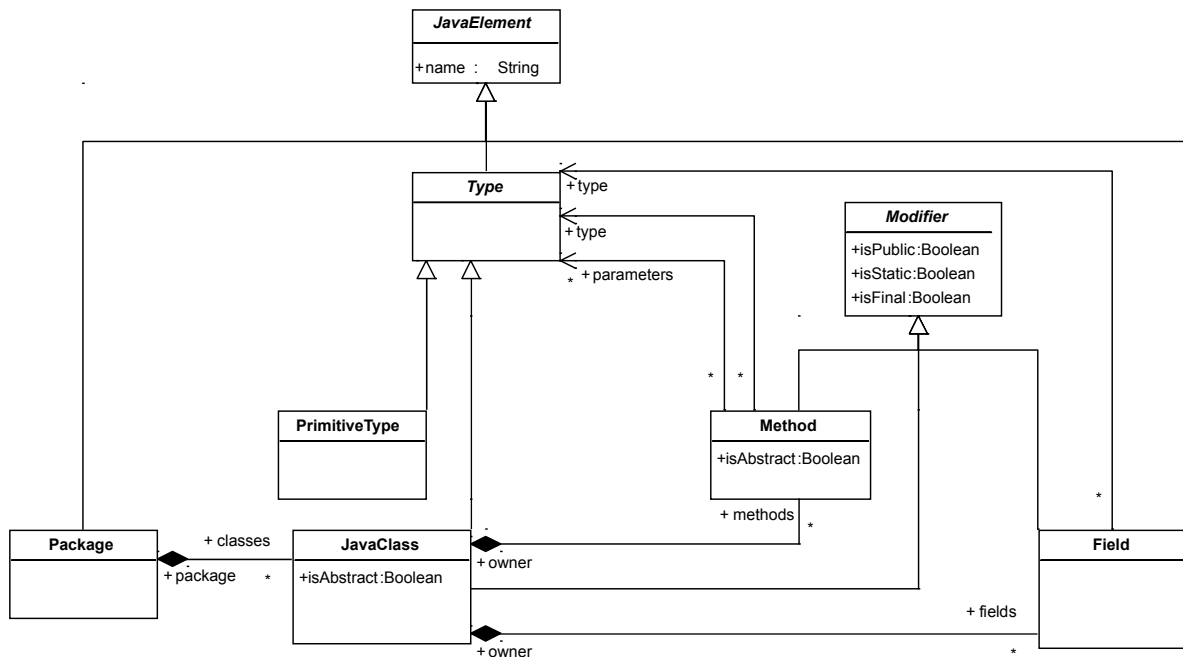 JavaElement
+name : String
Type
+ type
+ type
* + parameters
Modifier
+isPublic:Boolean
+isStatic:Boolean
+isFinal:Boolean
* *
PrimitiveType
Method
+isAbstract:Boolean
+ methods *
*
Package
+ classes
+ package *
JavaClass
+isAbstract:Boolean
+ owner
+ owner
Field
+ fields
*